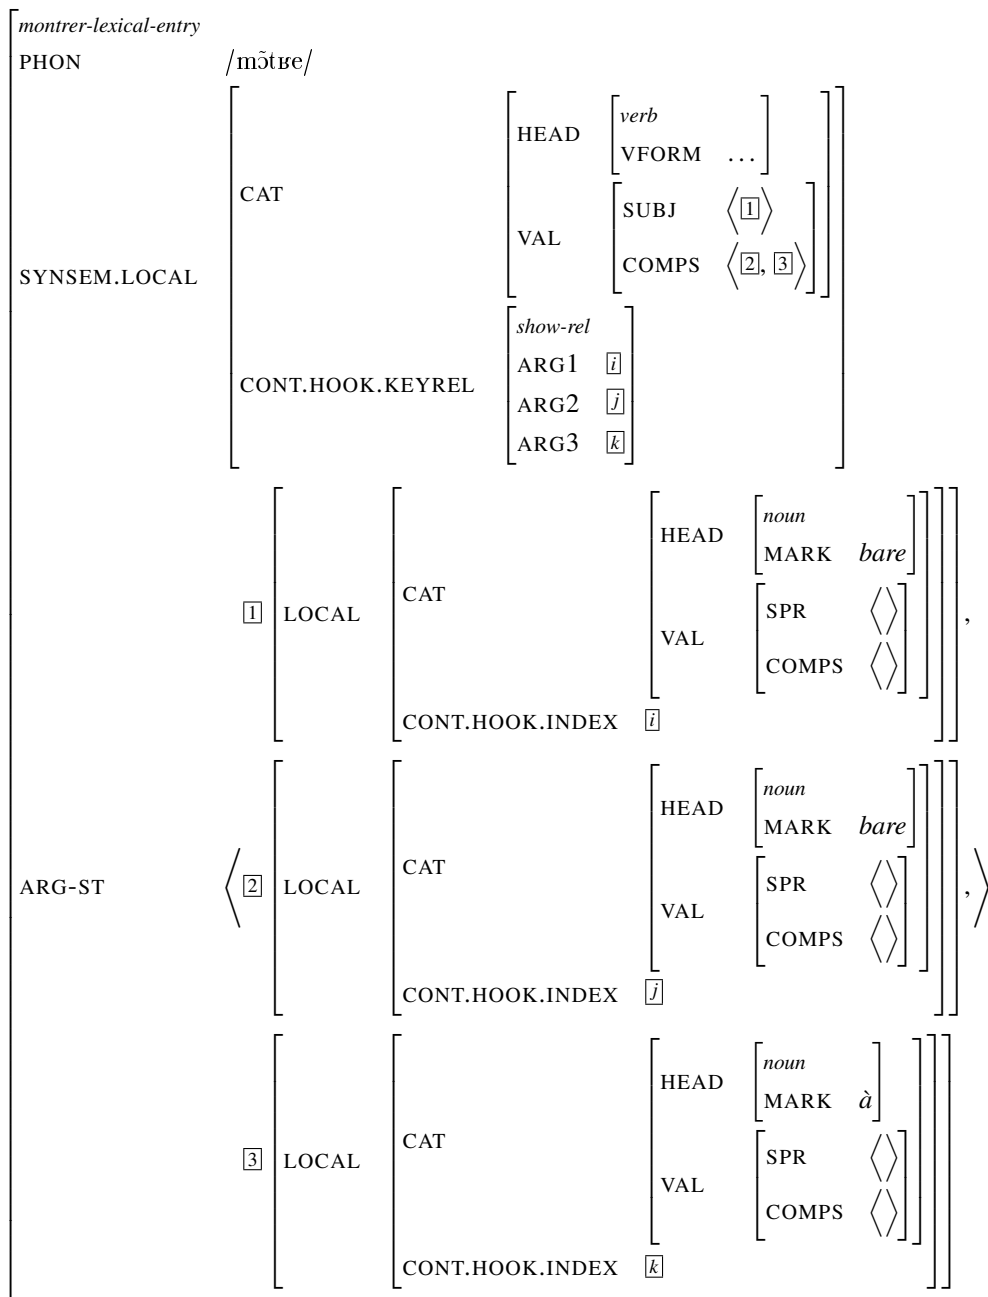 montrer-lexical-entry
PHON /mɔ̃tʁe/
HEAD verb
VFORM ...
CAT
VAL SUBJ ⟨1⟩
COMPS ⟨2, 3⟩
SYNSEM.LOCAL
show-rel
ARG1 i
CONT.HOOK.KEYREL
ARG2 j
ARG3 k
noun
HEAD
MARK bare
CAT
SPR ⟨⟩
1 LOCAL
VAL
COMPS ⟨⟩
,
CONT.HOOK.INDEX i
noun
HEAD
MARK bare
CAT
SPR ⟨⟩
ARG-ST ⟨ 2 LOCAL , ⟩
VAL
COMPS ⟨⟩
CONT.HOOK.INDEX j
noun
HEAD
MARK à
CAT
SPR ⟨⟩
3 LOCAL
VAL
COMPS ⟨⟩
CONT.HOOK.INDEX k